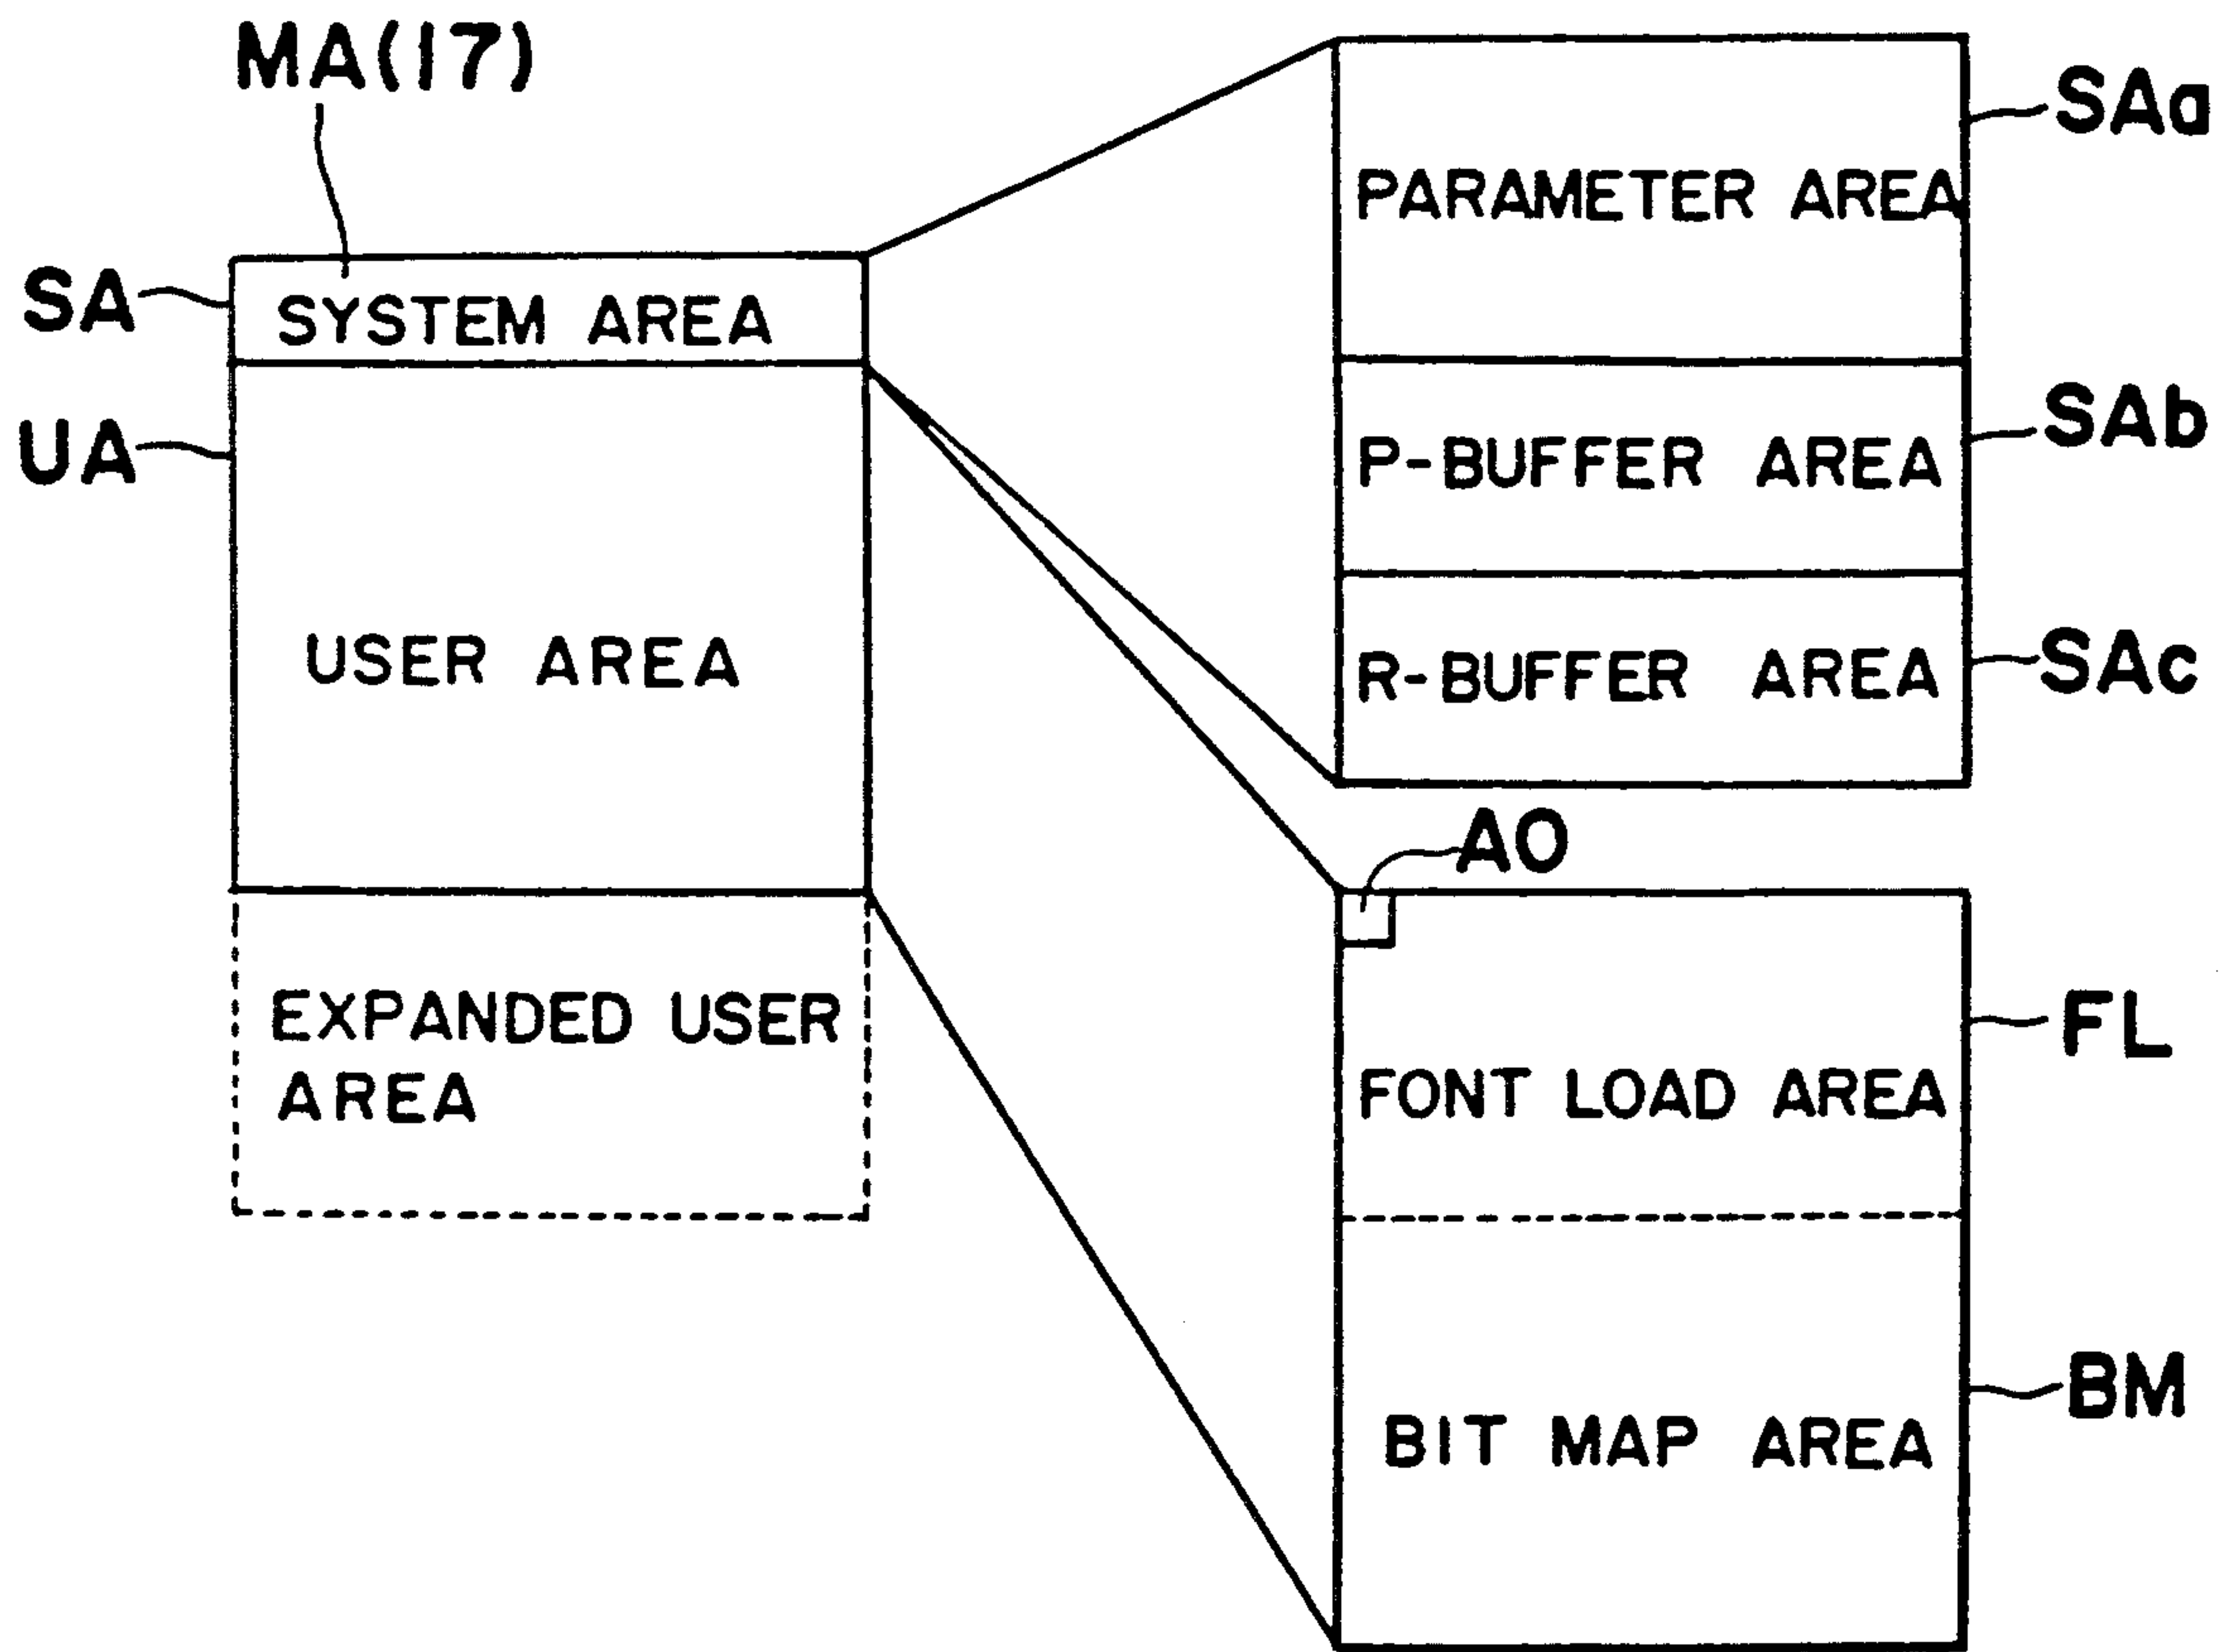 MA(17)
SA
SYSTEM AREA
UA
USER AREA
EXPANDED USER
AREA
PARAMETER AREA
SAa
P-BUFFER AREA
SAb
R-BUFFER AREA
SAc
AO
FONT LOAD AREA
FL
BIT MAP AREA
BM